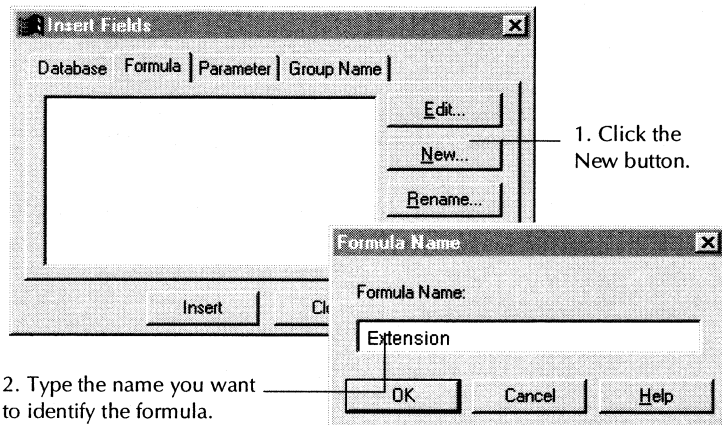 Insert Fields
Database Formula Parameter Group Name
Edit...
1. Click the
New button.
New...
Rename...
Formula Name
Formula Name:
Insert
Extension
2. Type the name you want
to identify the formula.
OK Cancel Help